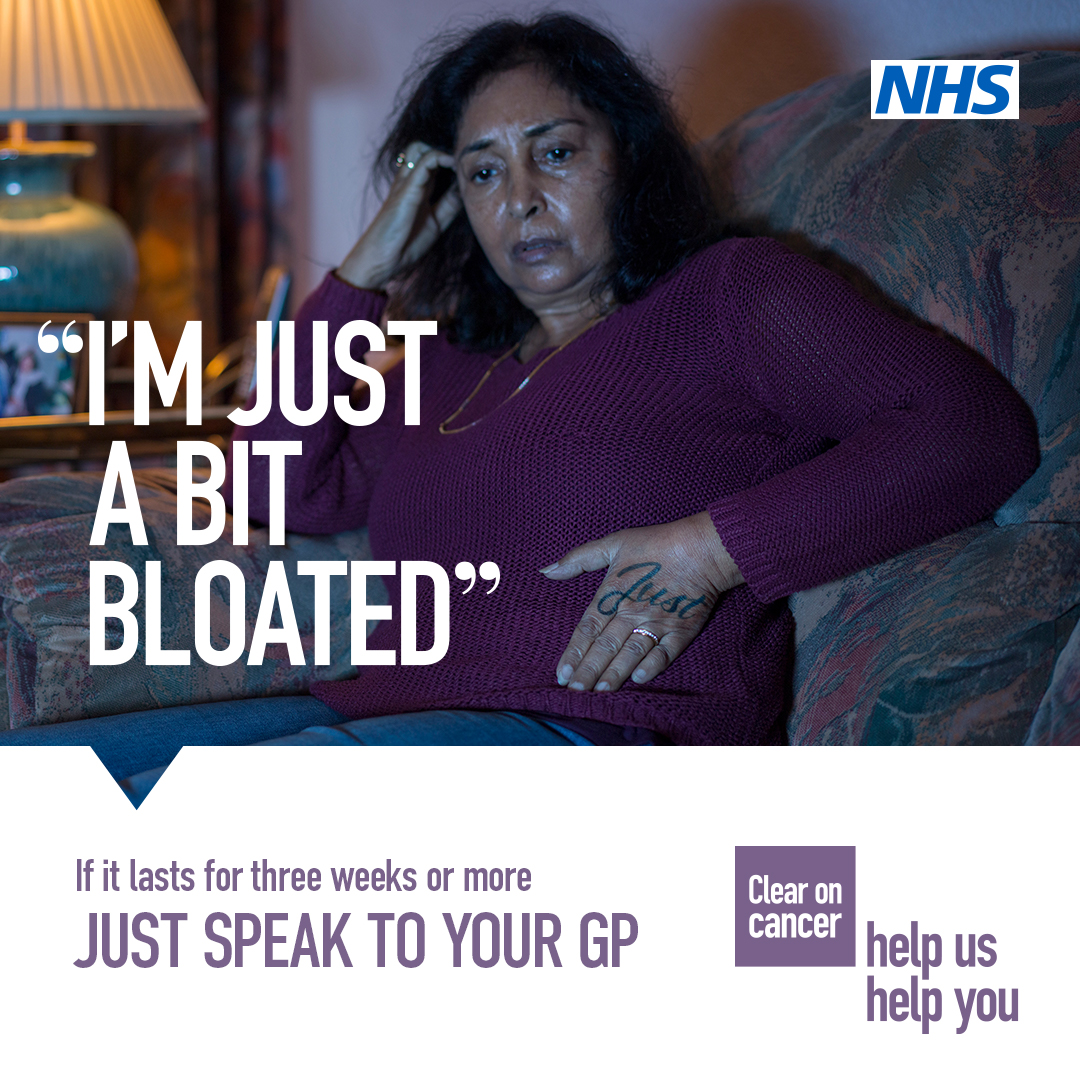 NHS
“I’M JUST
A BIT
BLOATED”
Just
If it lasts for three weeks or more
JUST SPEAK TO YOUR GP
Clear on
cancer
help us
help you